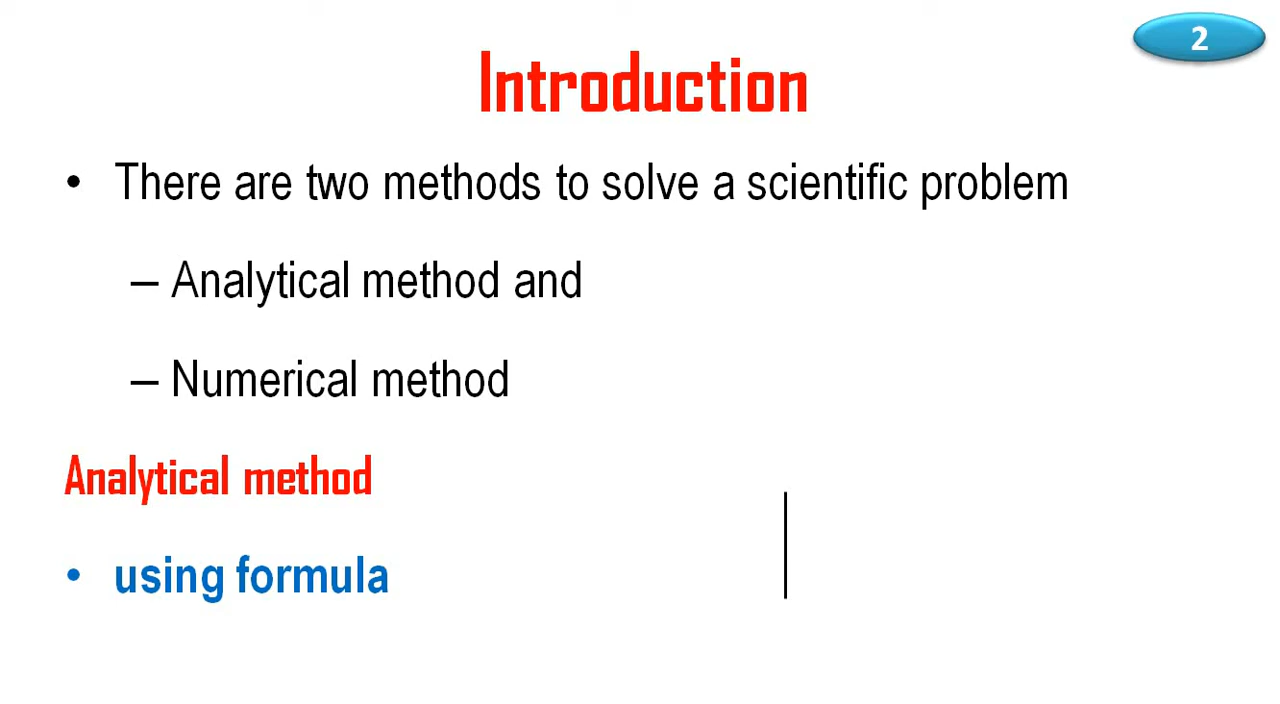 2
Introduction
• There are two methods to solve a scientific problem
– Analytical method and
– Numerical method
Analytical method
• using formula